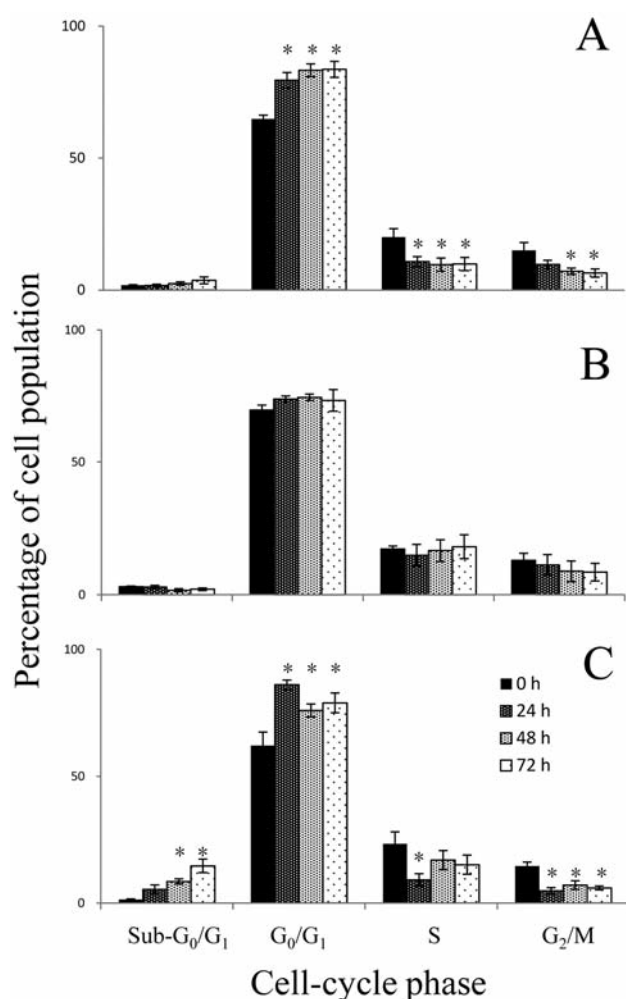 Percentage of cell population
A
100
* * *
50
* * *
* *
0
B
100
50
0
C
100
* * *
0 h
24 h
48 h
72 h
50
* *
*
* * *
0
Sub-G₀/G₁ G₀/G₁ S G₂/M
Cell-cycle phase